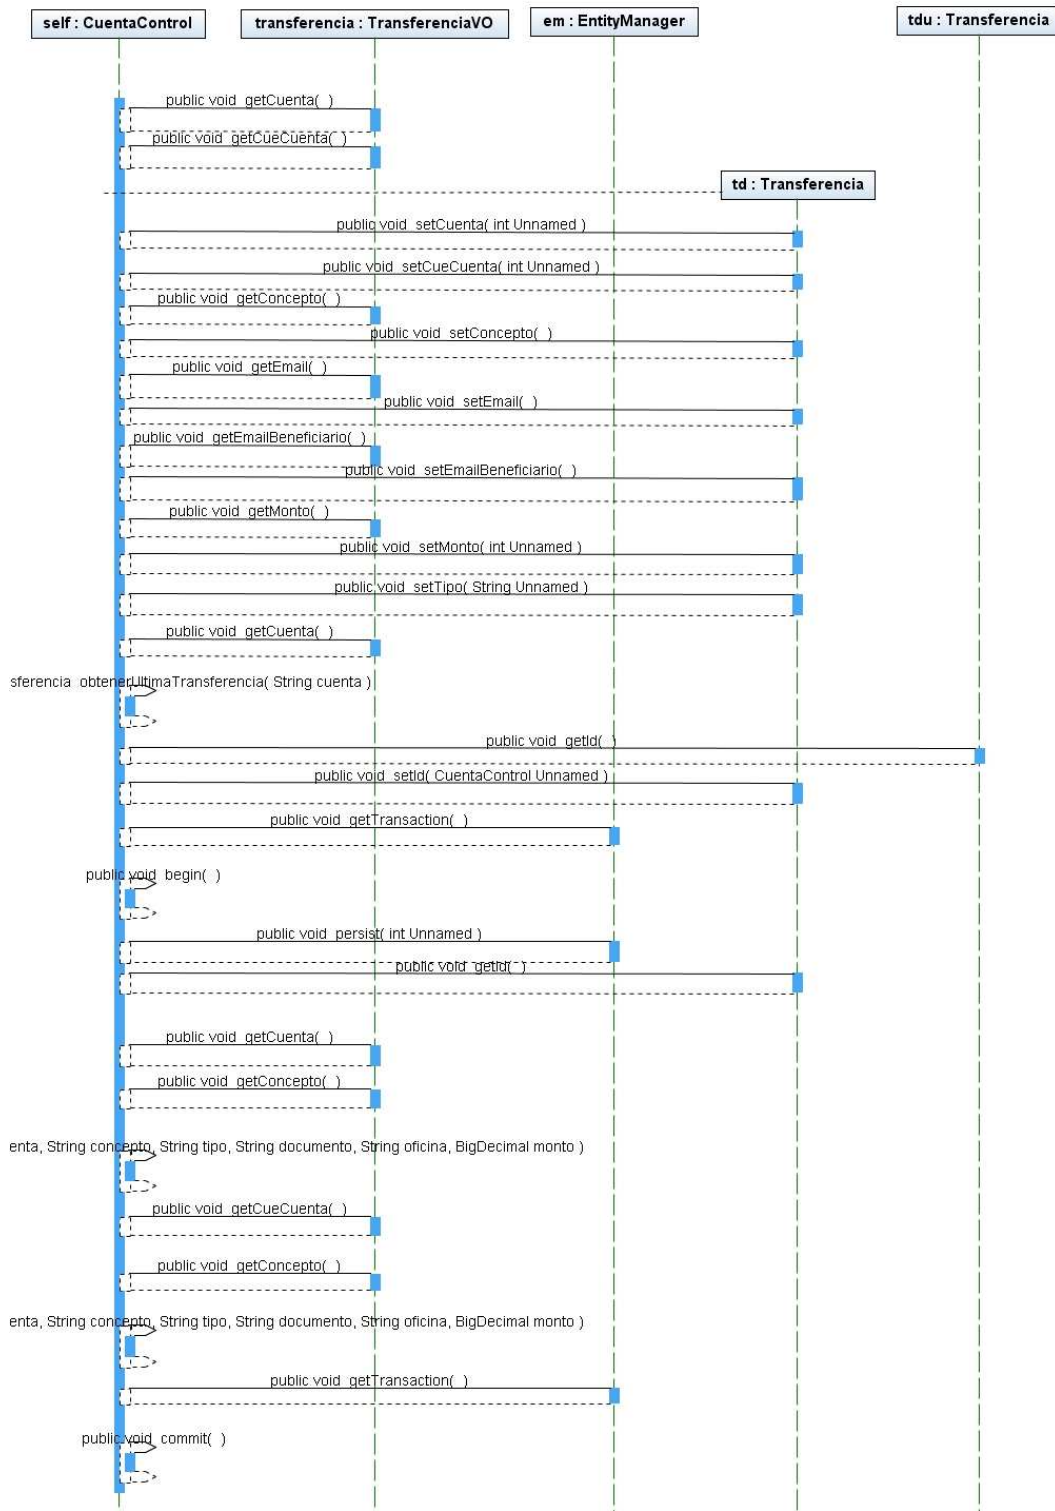 self : CuentaControl
transferencia : TransferenciaVO
em : EntityManager
tdu : Transferencia
public void getCuenta( )
public void getCueCuenta( )
td : Transferencia
public void setCuenta( int Unnamed )
public void setCueCuenta( int Unnamed )
public void getConcepto( )
public void setConcepto( )
public void getEmail( )
public void setEmail( )
public void getEmailBeneficiario( )
public void setEmailBeneficiario( )
public void getMonto( )
public void setMonto( int Unnamed )
public void setTipo( String Unnamed )
public void getCuenta( )
sferencia obtenerUltimaTransferencia( String cuenta )
public void getId( )
public void setId( CuentaControl Unnamed )
public void getTransaction( )
public void begin( )
public void persist( int Unnamed )
public void getId( )
public void getCuenta( )
public void getConcepto( )
enta, String concepto, String tipo, String documento, String oficina, BigDecimal monto )
public void getCueCuenta( )
public void getConcepto( )
enta, String concepto, String tipo, String documento, String oficina, BigDecimal monto )
public void getTransaction( )
public void commit( )